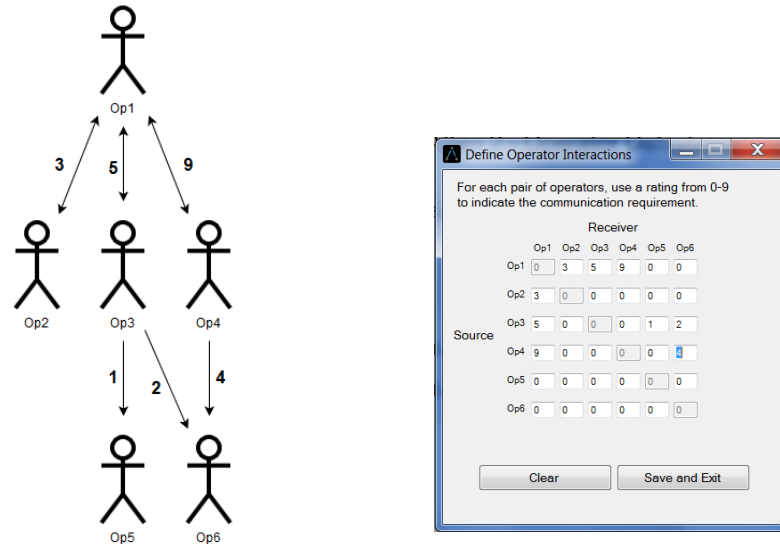 Op1
3
5
9
Op2
Op3
Op4
1
2
4
Op5
Op6
Define Operator Interactions
For each pair of operators, use a rating from 0-9
to indicate the communication requirement.
Receiver
Op1 Op2 Op3 Op4 Op5 Op6
Source
Op1 0 3 5 9 0 0
Op2 3 0 0 0 0 0
Op3 5 0 0 0 1 2
Op4 9 0 0 0 0 4
Op5 0 0 0 0 0 0
Op6 0 0 0 0 0 0
Clear
Save and Exit